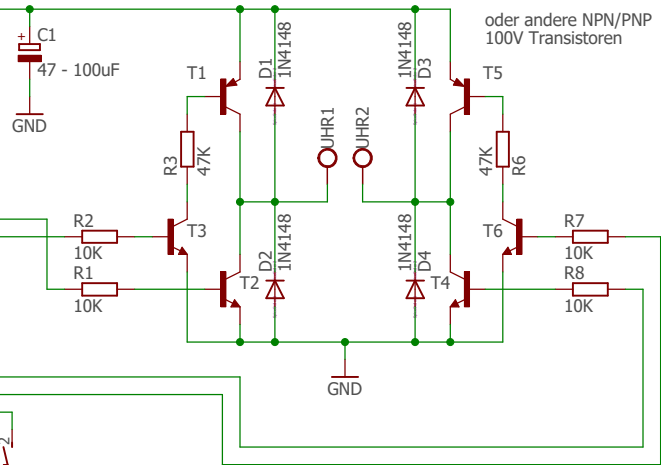 oder andere NPN/PNP
100V Transistoren
+
C1
47 - 100uF
GND
T1
D1
1N4148
1N4148
D3
T5
UHR1
UHR2
R3
47K
47K
R6
R2
10K
T3
T6
R7
10K
R1
10K
T2
D2
1N4148
1N4148
D4
T4
R8
10K
GND
2